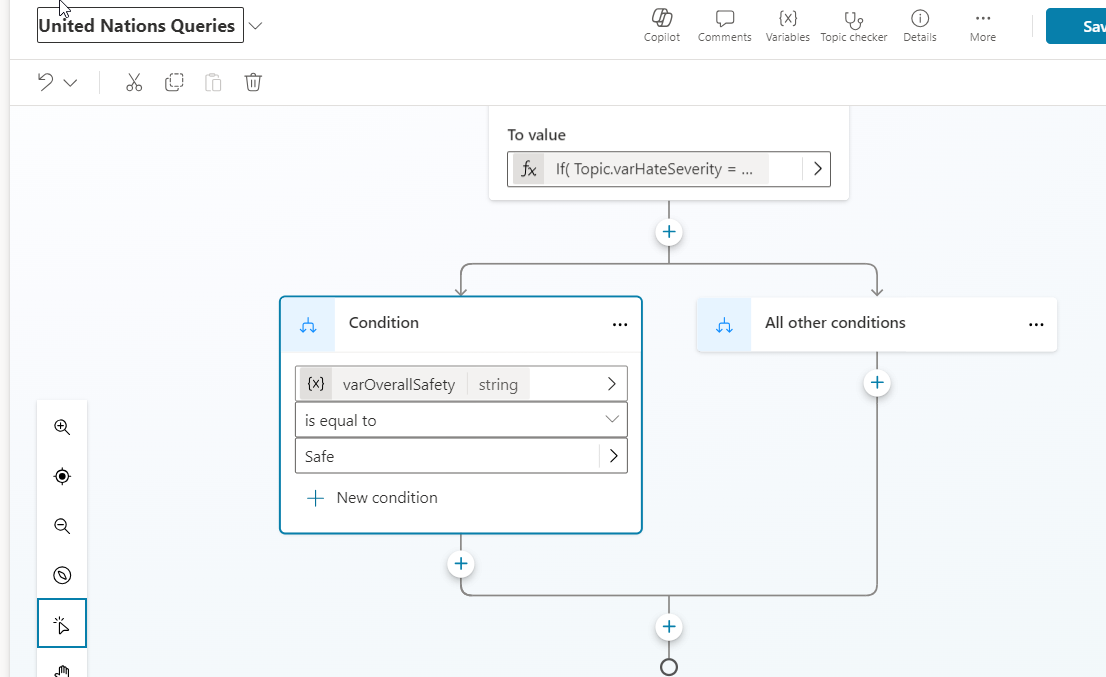 United Nations Queries
Copilot
Comments
{x}
Variables
Topic checker
Details
More
Sav
To value
fx If( Topic.varHateSeverity = ...
Condition
All other conditions
{x} varOverallSafety string
is equal to
Safe
New condition